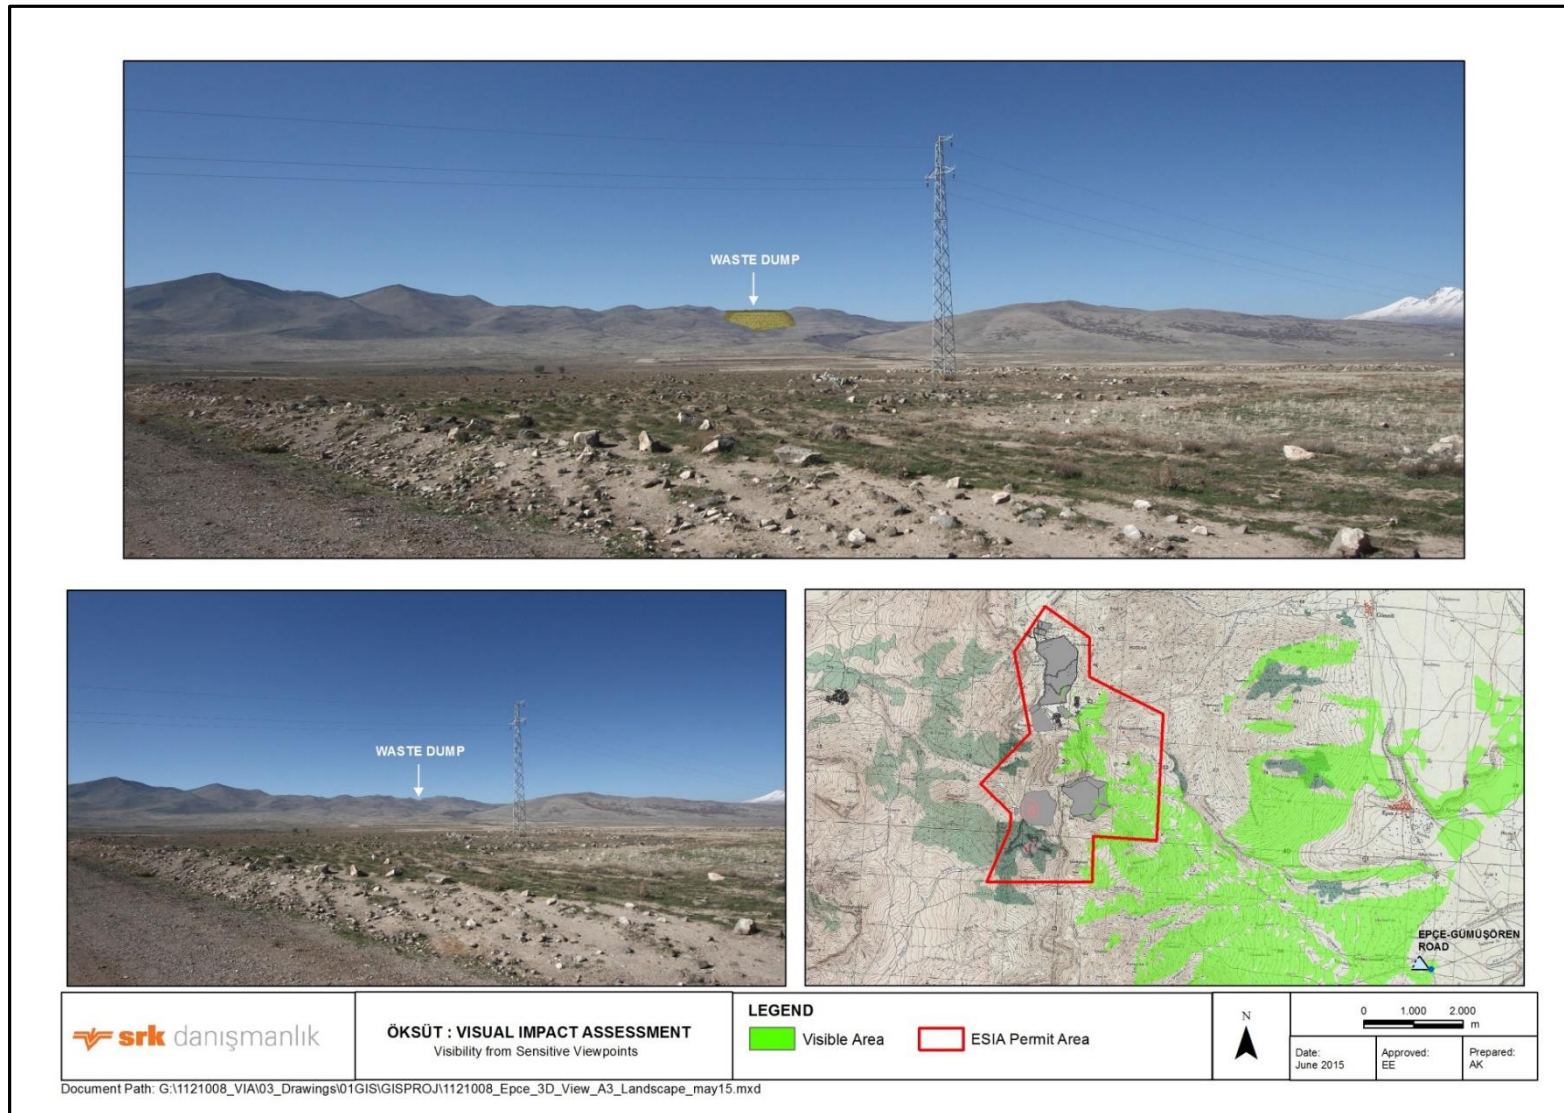 WASTE DUMP
WASTE DUMP
EPÇE-GÜMÜŞÖREN
ROAD
srk danışmanlık
ÖKSÜT : VISUAL IMPACT ASSESSMENT
Visibility from Sensitive Viewpoints
LEGEND
Visible Area
ESIA Permit Area
N
0 1.000 2.000
m
Date:
June 2015
Approved:
EE
Prepared:
AK
Document Path: G:\1121008_VIA\03_Drawings\01GIS\GISPROJ\1121008_Epce_3D_View_A3_Landscape_may15.mxd